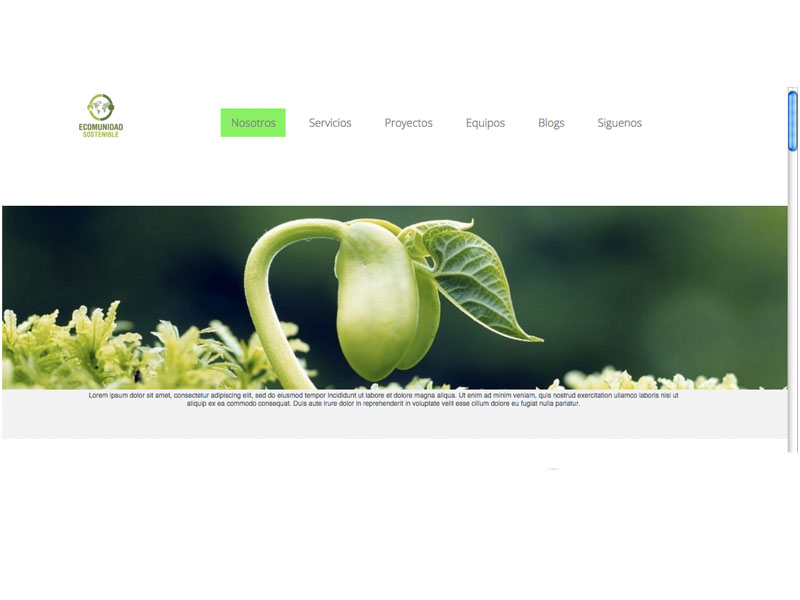 ECOMUNIDAD
SOSTENIBLE
Nosotros Servicios Proyectos Equipos Blogs Siguenos
Lorem ipsum dolor sit amet, consectetur adipiscing elit, sed do eiusmod tempor incididunt ut labore et dolore magna aliqua. Ut enim ad minim veniam, quis nostrud exercitation ullamco laboris nisi ut
aliquip ex ea commodo consequat. Duis aute irure dolor in reprehenderit in voluptate velit esse cillum dolore eu fugiat nulla pariatur.